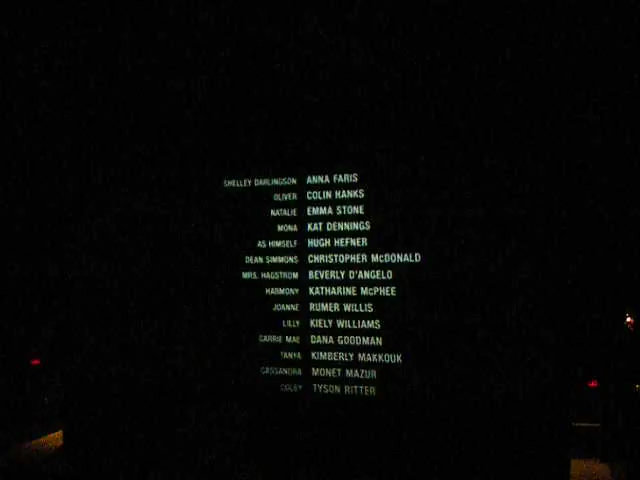 SHELLEY DARLINGSON ANNA FARIS
OLIVER COLIN HANKS
NATALIE EMMA STONE
MONA KAT DENNINGS
AS HIMSELF HUGH HEFNER
DEAN SIMMONS CHRISTOPHER McDONALD
MRS. HAGSTROM BEVERLY D'ANGELO
HARMONY KATHARINE McPHEE
JOANNE RUMER WILLIS
LILLY KIELY WILLIAMS
CARRIE MAE DANA GOODMAN
TANYA KIMBERLY MAKKOUK
CASSANDRA MONET MAZUR
COLBY TYSON RITTER